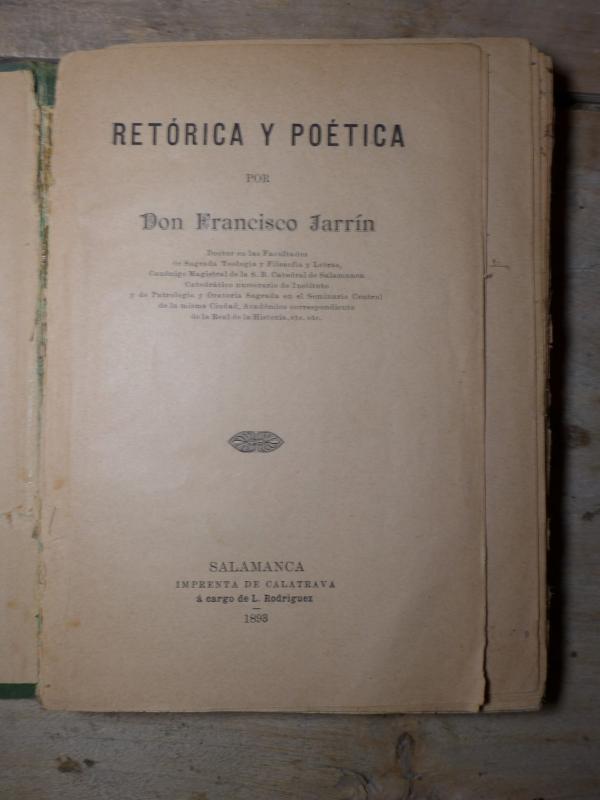 RETÓRICA Y POÉTICA
POR
Don Francisco Jarrín
Doctor en las Facultades
de Sagrada Teología y Filosofía y Letras,
Canónigo Magistral de la S. B. Catedral de Salamanca
Catedrático numerario de Instituto
y de Patrología y Oratoria Sagrada en el Seminario Central
de la misma Ciudad, Académico correspondiente
de la Real de la Historia, etc. etc.
SALAMANCA
IMPRENTA DE CALATRAVA
á cargo de L. Rodríguez
1893